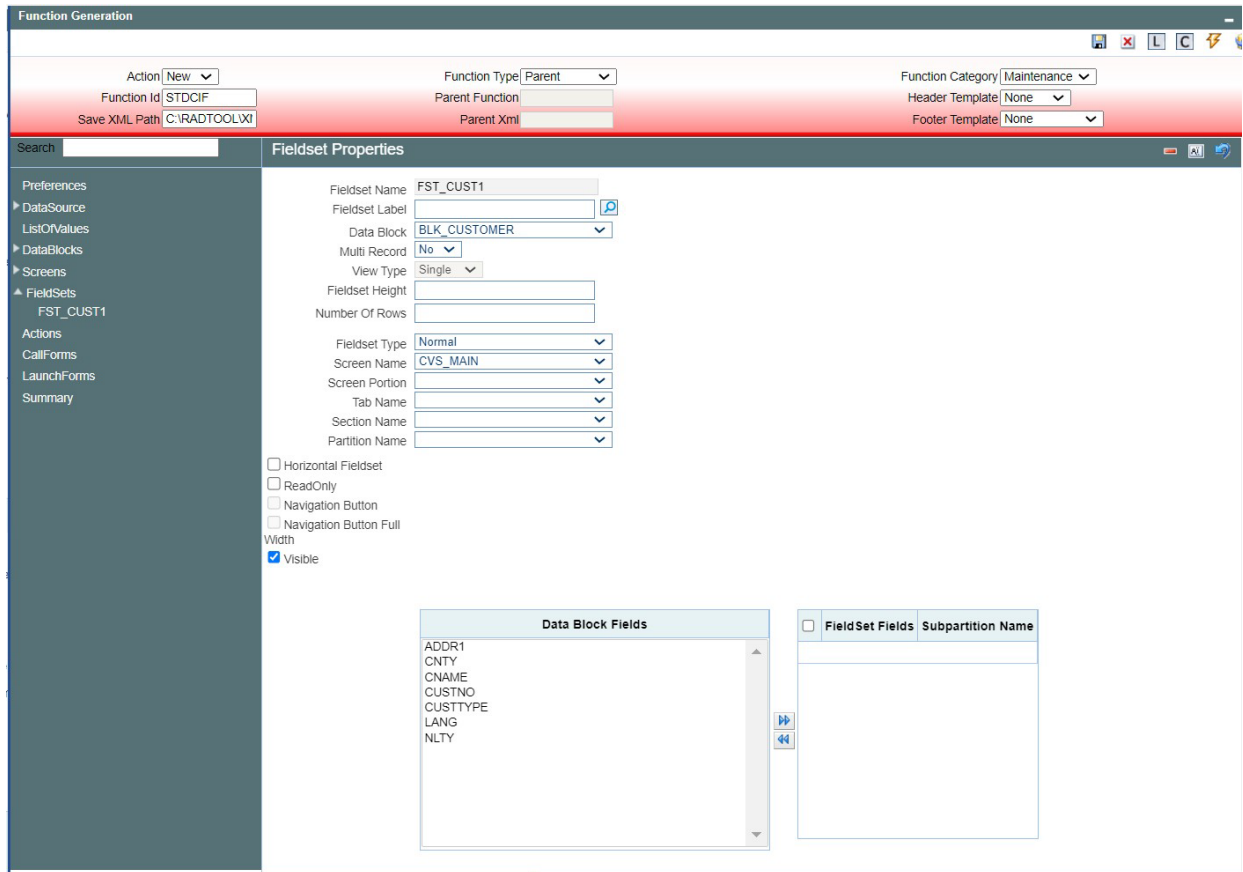 Function Generation
L C
Action New Function Type Parent Function Category Maintenance
Function Id STDCIF Parent Function Header Template None
Save XML Path C:\RADTOOL\XM Parent Xml Footer Template None
Search Fieldset Properties
Preferences
DataSource
ListOfValues
DataBlocks
Screens
FieldSets
FST_CUST1
Actions
CallForms
LaunchForms
Summary
Fieldset Name FST_CUST1
Fieldset Label
Data Block BLK_CUSTOMER
Multi Record No
View Type Single
Fieldset Height
Number Of Rows
Fieldset Type Normal
Screen Name CVS_MAIN
Screen Portion
Tab Name
Section Name
Partition Name
Horizontal Fieldset
ReadOnly
Navigation Button
Navigation Button Full
Width
Visible
Data Block Fields FieldSet Fields Subpartition Name
ADDR1
CNTY
CNAME
CUSTNO
CUSTTYPE
LANG
NLTY